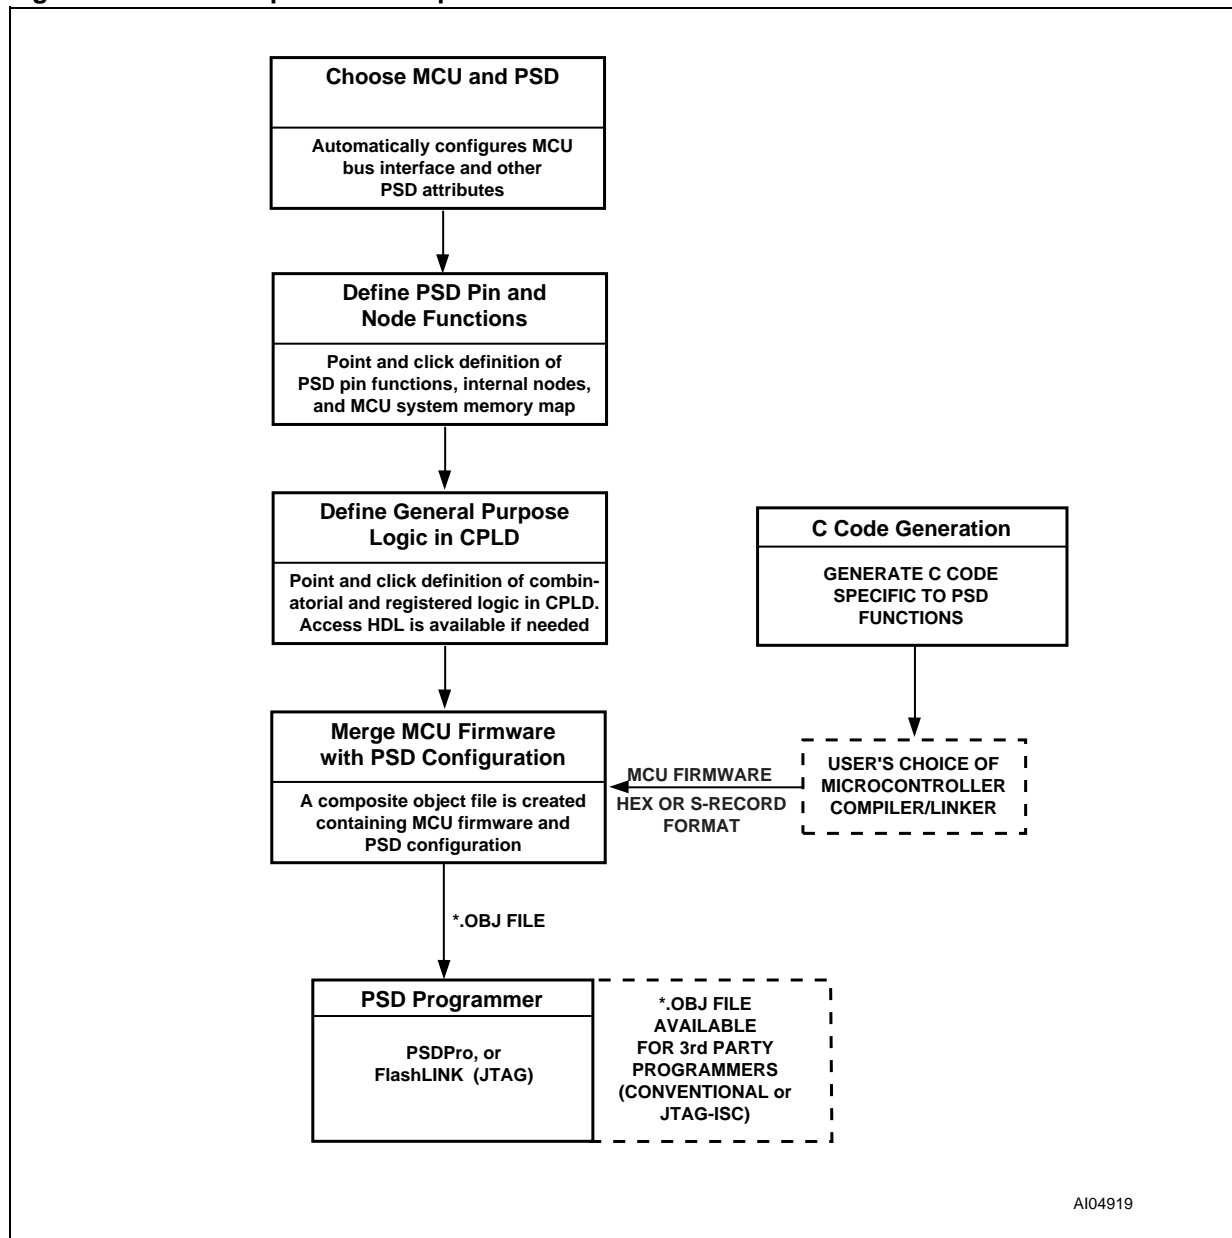 Choose MCU and PSD
Automatically configures MCU
bus interface and other
PSD attributes
Define PSD Pin and
Node Functions
Point and click definition of
PSD pin functions, internal nodes,
and MCU system memory map
Define General Purpose
Logic in CPLD
Point and click definition of combin-
atorial and registered logic in CPLD.
Access HDL is available if needed
C Code Generation
GENERATE C CODE
SPECIFIC TO PSD
FUNCTIONS
Merge MCU Firmware
with PSD Configuration
A composite object file is created
containing MCU firmware and
PSD configuration
MCU FIRMWARE
HEX OR S-RECORD
FORMAT
USER'S CHOICE OF
MICROCONTROLLER
COMPILER/LINKER
*.OBJ FILE
PSD Programmer
PSDPro, or
FlashLINK (JTAG)
*.OBJ FILE
AVAILABLE
FOR 3rd PARTY
PROGRAMMERS
(CONVENTIONAL or
JTAG-ISC)
AI04919